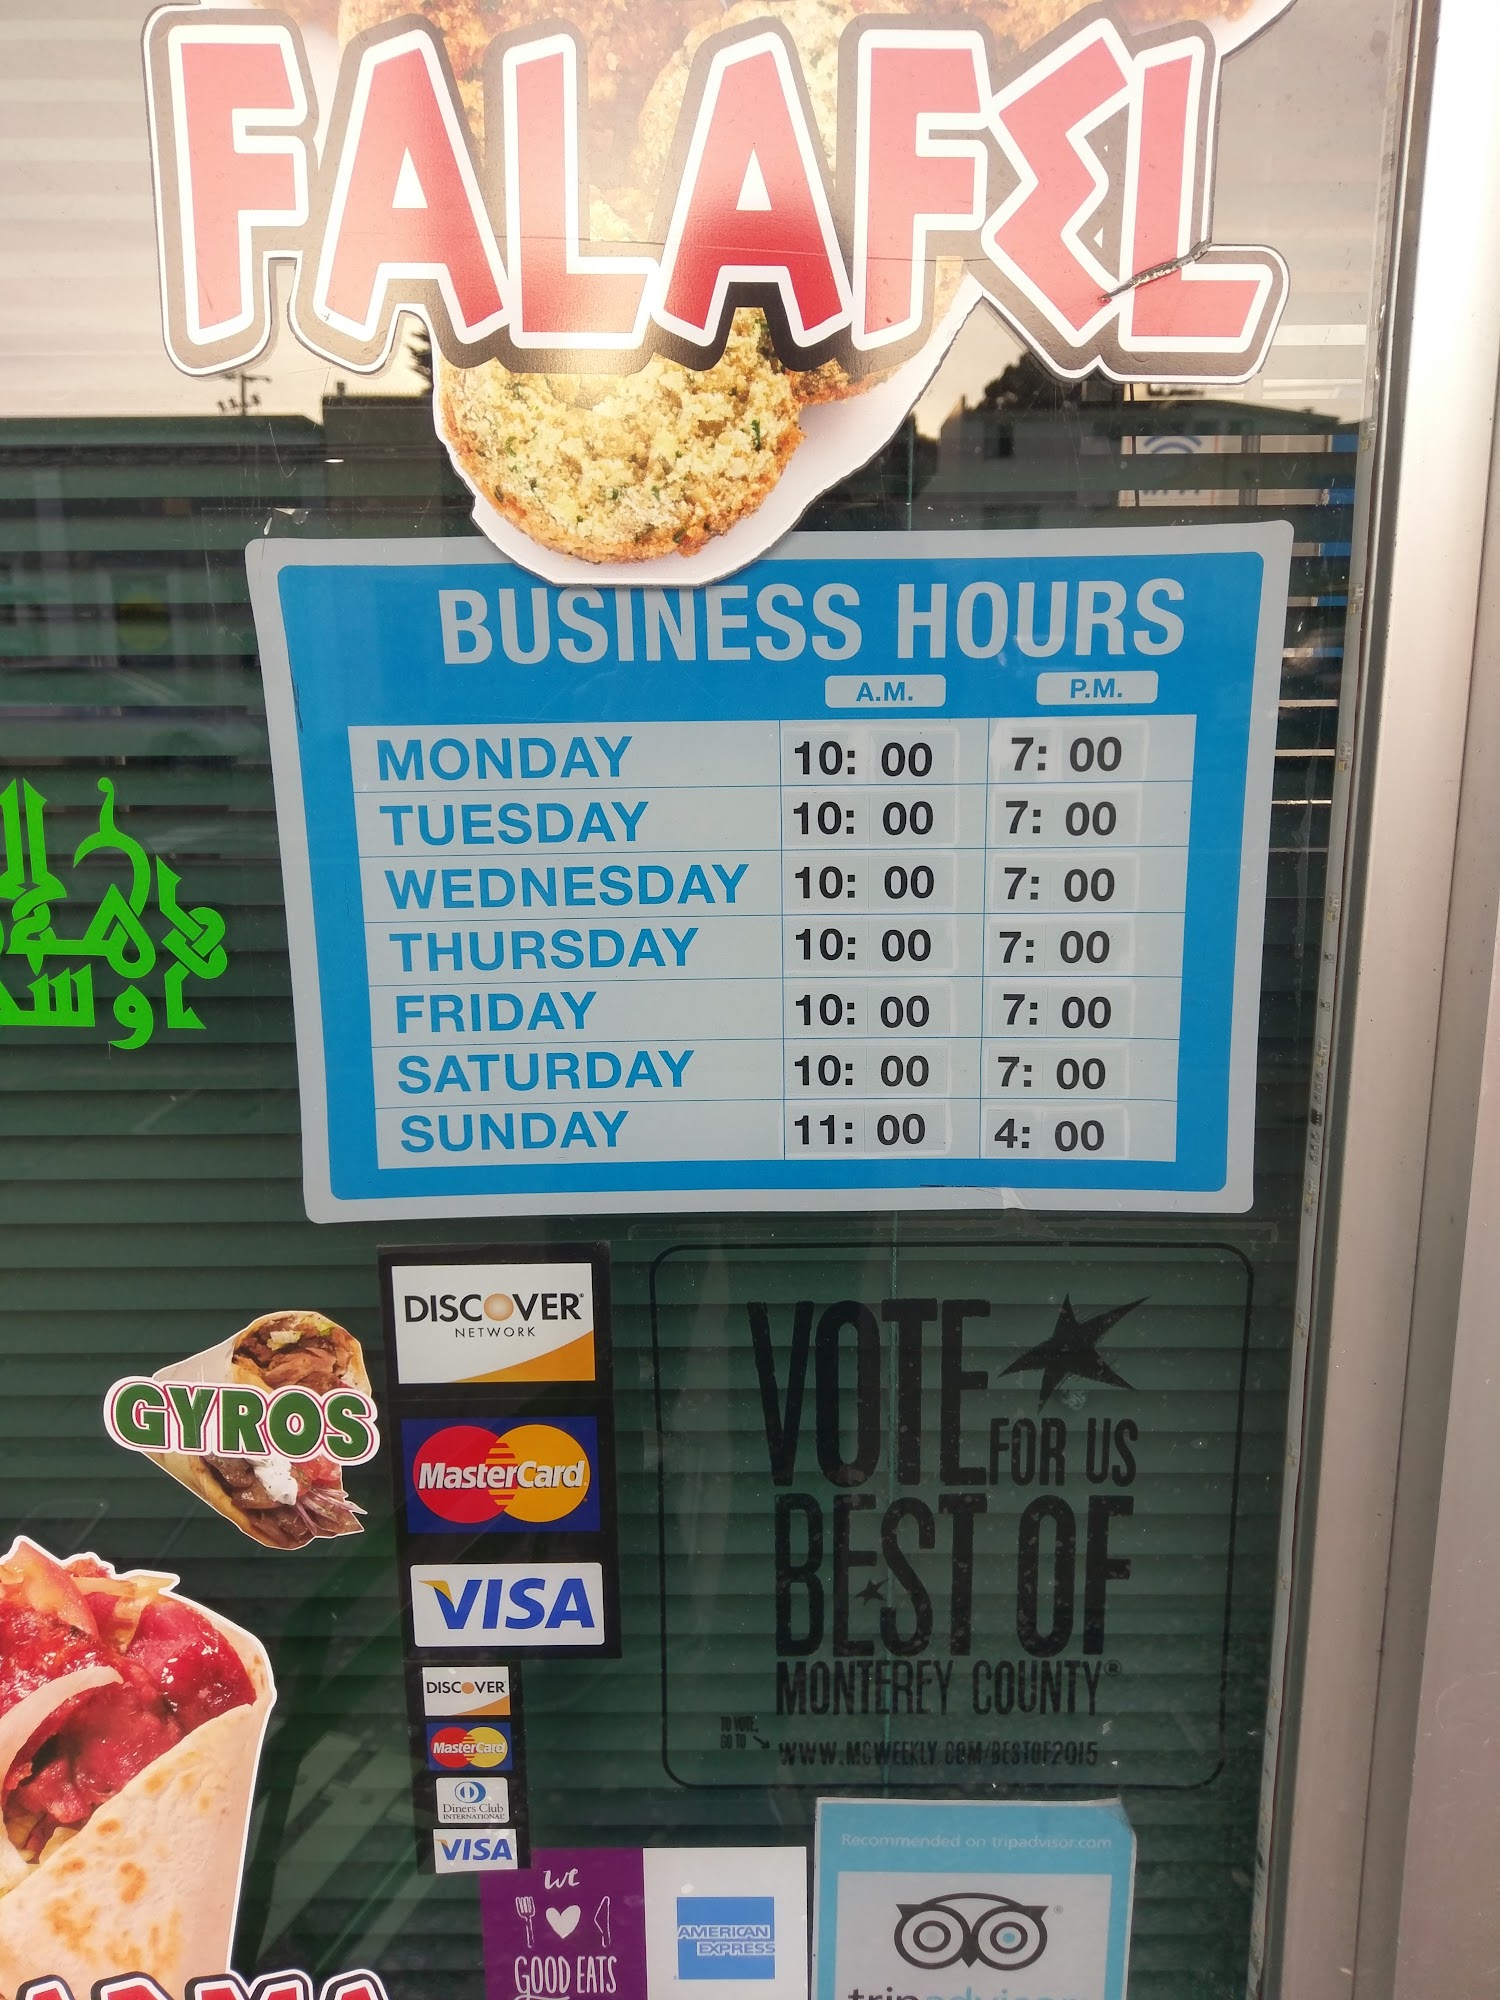 FALAFEL
BUSINESS HOURS
A.M. P.M.
MONDAY 10: 00 7: 00
TUESDAY 10: 00 7: 00
WEDNESDAY 10: 00 7: 00
THURSDAY 10: 00 7: 00
FRIDAY 10: 00 7: 00
SATURDAY 10: 00 7: 00
SUNDAY 11: 00 4: 00
DISCOVER®
NETWORK
GYROS
MasterCard
VISA
VOTE
FOR US
BEST OF
MONTEREY COUNTY®
TO VOTE,
GO TO
WWW.MCWEEKLY.COM/BESTOF2015
DISCOVER
MasterCard
Diners Club
INTERNATIONAL
VISA
We
GOOD EATS
AMERICAN
EXPRESS
Recommended on tripadvisor.com
tripadvisor